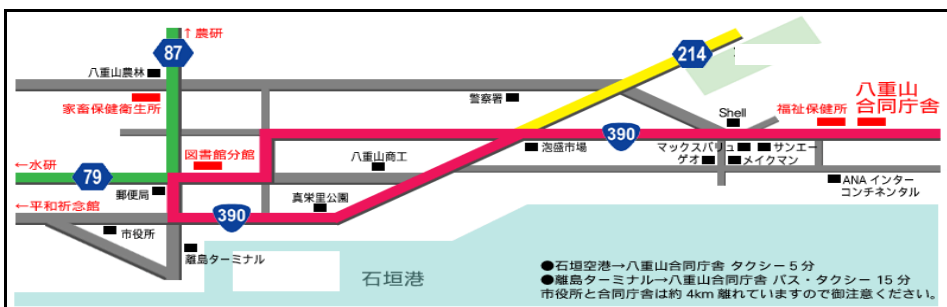 ↑農研
87
214
八重山農林
家畜保健衛生所
警察署
八重山
合同庁舎
福祉保健所
Shell
390
泡盛市場
マックスバリュ
サンエー
ゲオ
メイクマン
図書館分館
八重山商工
←水研
79
郵便局
真栄里公園
ANAインター
コンチネンタル
←平和祈念館
390
市役所
離島ターミナル
石垣港
●石垣空港→八重山合同庁舎 タクシー5分
●離島ターミナル→八重山合同庁舎 バス・タクシー 15分
市役所と合同庁舎は約4km離れていますので御注意ください。